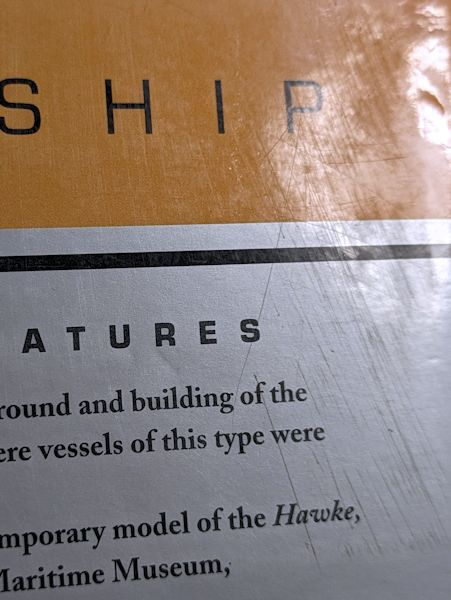 SHIP
ATURES
round and building of the
ere vessels of this type were
mporary model of the Hawke,
Maritime Museum,